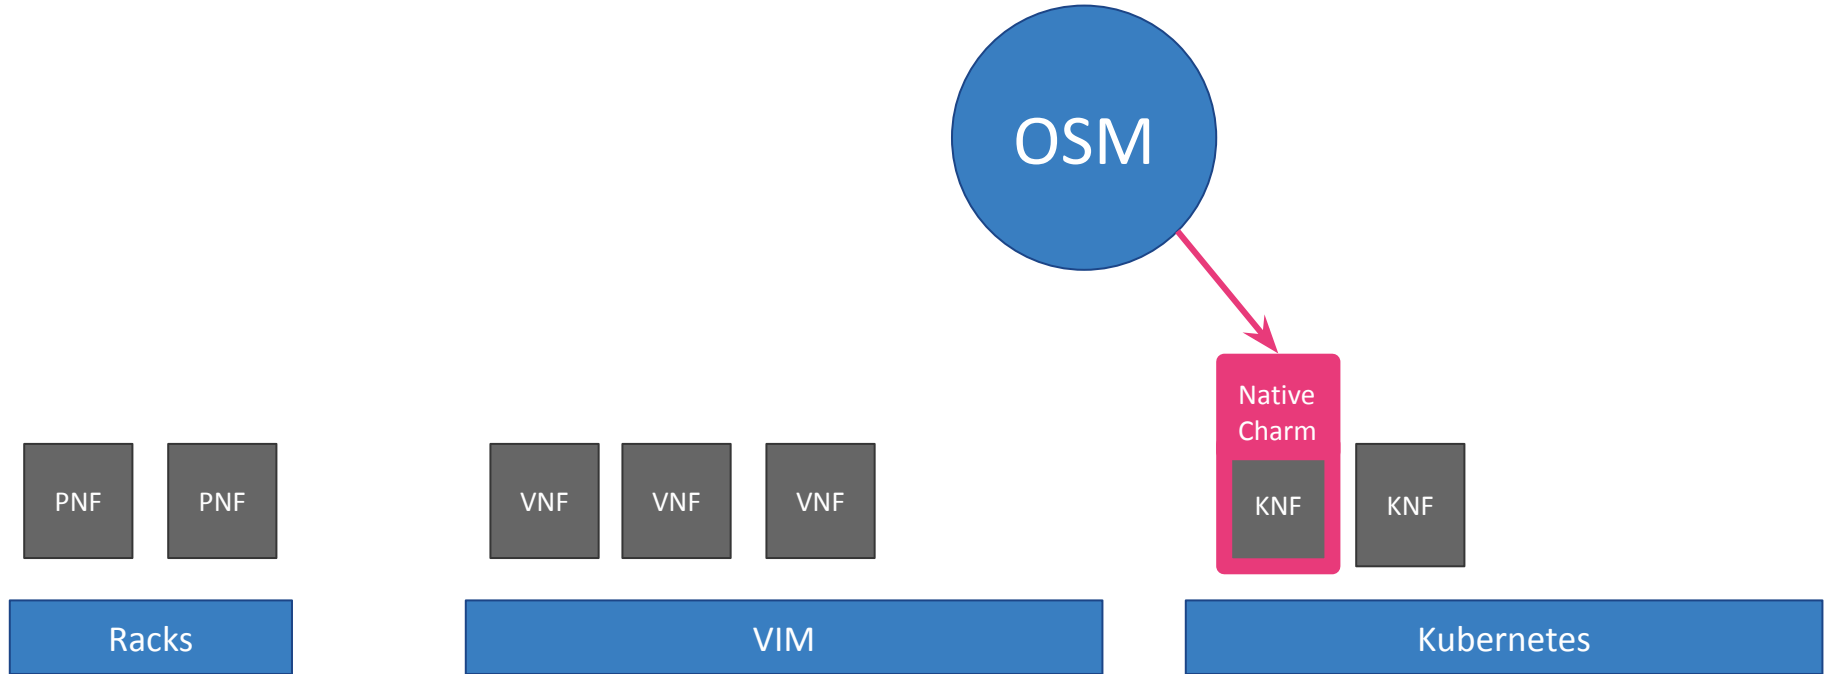 OSM
Native
Charm
PNF
PNF
VNF
VNF
VNF
KNF
KNF
Racks
VIM
Kubernetes